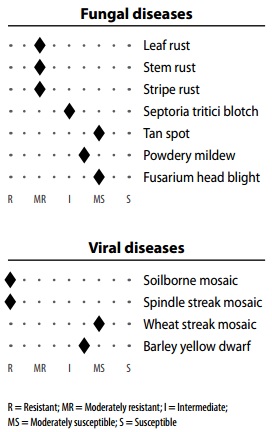 Fungal diseases
Leaf rust
Stem rust
Stripe rust
Septoria tritici blotch
Tan spot
Powdery mildew
Fusarium head blight
R MR I MS S
Viral diseases
Soilborne mosaic
Spindle streak mosaic
Wheat streak mosaic
Barley yellow dwarf
R MR I MS S
R = Resistant; MR = Moderately resistant; I = Intermediate;
MS = Moderately susceptible; S = Susceptible